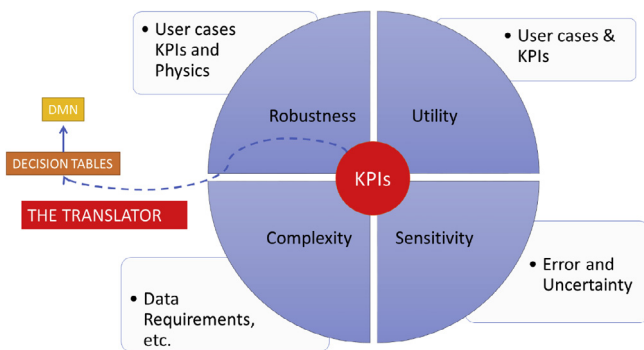 • User cases
KPIs and
Physics
• User cases &
KPIs
Robustness
Utility
DMN
DECISION TABLES
THE TRANSLATOR
KPIs
Complexity
Sensitivity
• Data
Requirements,
etc.
• Error and
Uncertainty